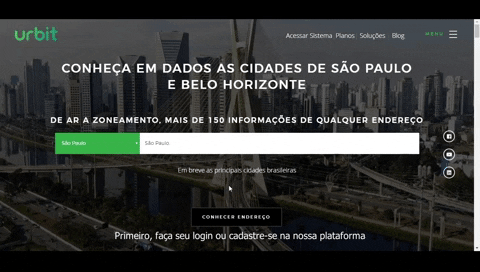 urbit
Acessar Sistema Planos Soluções Blog MENU
CONHEÇA EM DADOS AS CIDADES DE SÃO PAULO
E BELO HORIZONTE
DE AR A ZONEAMENTO, MAIS DE 150 INFORMAÇÕES DE QUALQUER ENDEREÇO
São Paulo São Paulo
Em breve as principais cidades brasileiras
CONHECER ENDEREÇO
Primeiro, faça seu login ou cadastre-se na nossa plataforma